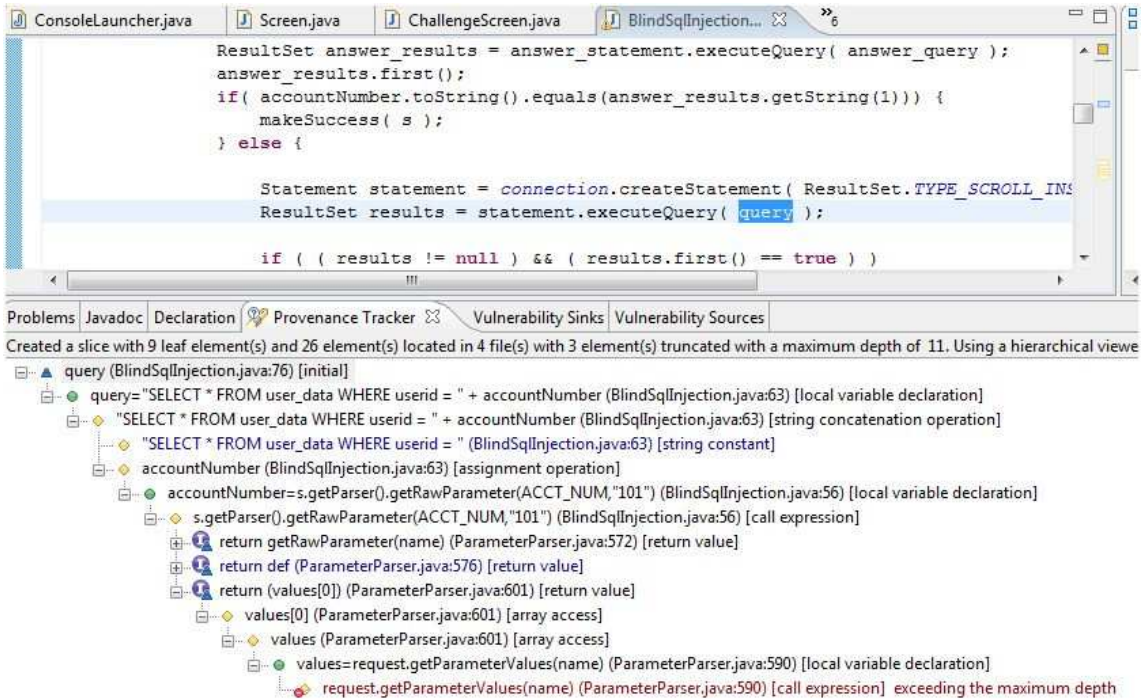 ConsoleLauncher.java Screen.java ChallengeScreen.java BlindSqlInjection... »6
ResultSet answer_results = answer_statement.executeQuery( answer_query );
answer_results.first();
if( accountNumber.toString().equals(answer_results.getString(1))) {
makeSuccess( s );
} else {
Statement statement = connection.createStatement( ResultSet.TYPE_SCROLL_INS
ResultSet results = statement.executeQuery( query );
if ( ( results != null ) && ( results.first() == true ) )
Problems Javadoc Declaration Provenance Tracker Vulnerability Sinks Vulnerability Sources
Created a slice with 9 leaf element(s) and 26 element(s) located in 4 file(s) with 3 element(s) truncated with a maximum depth of 11. Using a hierarchical viewe
query (BlindSqlInjection.java:76) [initial]
query="SELECT * FROM user_data WHERE userid = " + accountNumber (BlindSqlInjection.java:63) [local variable declaration]
"SELECT * FROM user_data WHERE userid = " + accountNumber (BlindSqlInjection.java:63) [string concatenation operation]
"SELECT * FROM user_data WHERE userid = " (BlindSqlInjection.java:63) [string constant]
accountNumber (BlindSqlInjection.java:63) [assignment operation]
accountNumber=s.getParser().getRawParameter(ACCT_NUM,"101") (BlindSqlInjection.java:56) [local variable declaration]
s.getParser().getRawParameter(ACCT_NUM,"101") (BlindSqlInjection.java:56) [call expression]
return getRawParameter(name) (ParameterParser.java:572) [return value]
return def (ParameterParser.java:576) [return value]
return (values[0]) (ParameterParser.java:601) [return value]
values[0] (ParameterParser.java:601) [array access]
values (ParameterParser.java:601) [array access]
values=request.getParameterValues(name) (ParameterParser.java:590) [local variable declaration]
request.getParameterValues(name) (ParameterParser.java:590) [call expression] exceeding the maximum depth